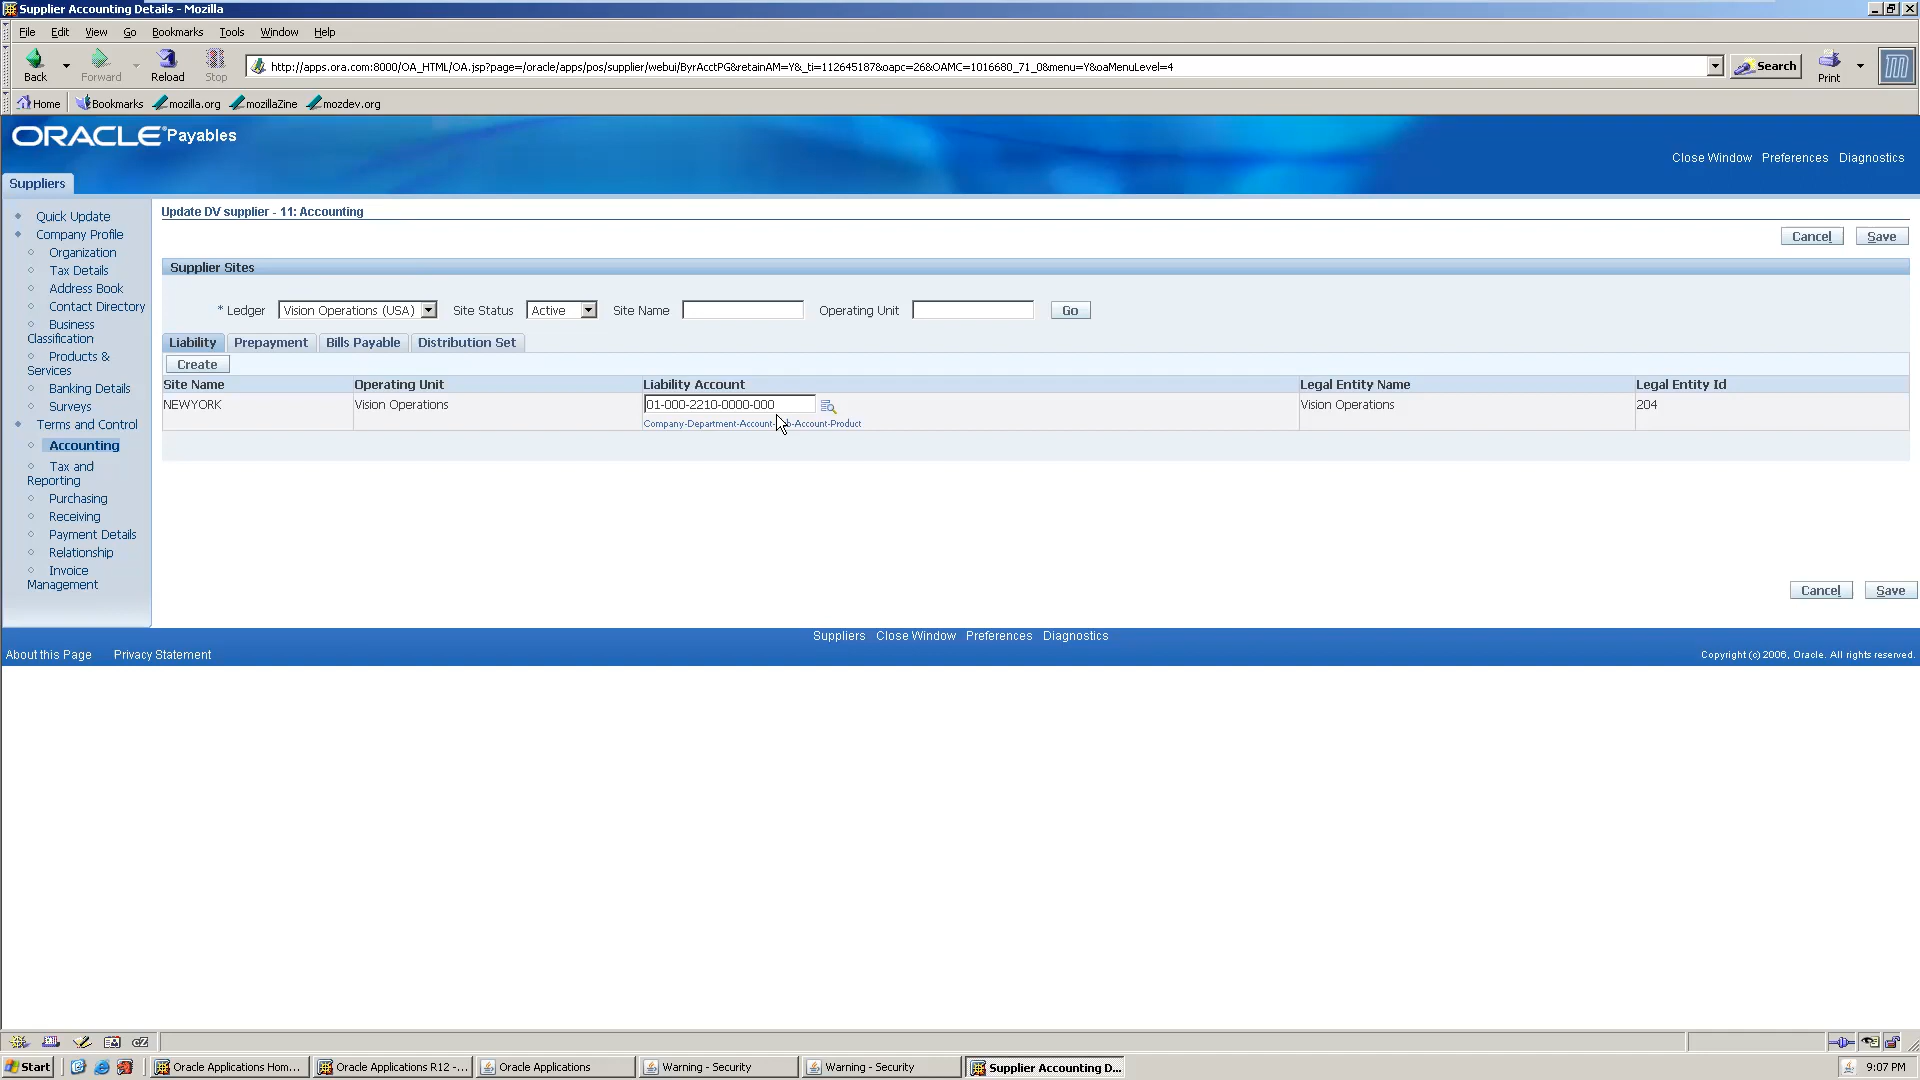 Supplier Accounting Details - Mozilla
File Edit View Go Bookmarks Tools Window Help
Back Forward Reload Stop http://apps.ora.com:8000/OA_HTML/OA.jsp?page=/oracle/apps/pos/supplier/webui/ByrAcctPG&retainAM=Y&_ti=112645187&oapc=26&OAMC=1016680_71_0&menu=Y&oaMenuLevel=4 Search Print
Home Bookmarks mozilla.org mozillaZine mozdev.org
ORACLE Payables
Close Window Preferences Diagnostics
Suppliers
Quick Update
Company Profile
Organization
Tax Details
Address Book
Contact Directory
Business
Classification
Products &
Services
Banking Details
Surveys
Terms and Control
Accounting
Tax and
Reporting
Purchasing
Receiving
Payment Details
Relationship
Invoice
Management
Update DV supplier - 11: Accounting
Cancel Save
Supplier Sites
* Ledger Vision Operations (USA) Site Status Active Site Name Operating Unit Go
Liability Prepayment Bills Payable Distribution Set
Create
Site Name Operating Unit Liability Account Legal Entity Name Legal Entity Id
NEWYORK Vision Operations 01-000-2210-0000-000 Vision Operations 204
Company-Department-Account- b-Account-Product
Cancel Save
Suppliers Close Window Preferences Diagnostics
About this Page Privacy Statement Copyright (c) 2006, Oracle. All rights reserved.
Start Oracle Applications Hom... Oracle Applications R12 -... Oracle Applications Warning - Security Warning - Security Supplier Accounting D... 9:07 PM